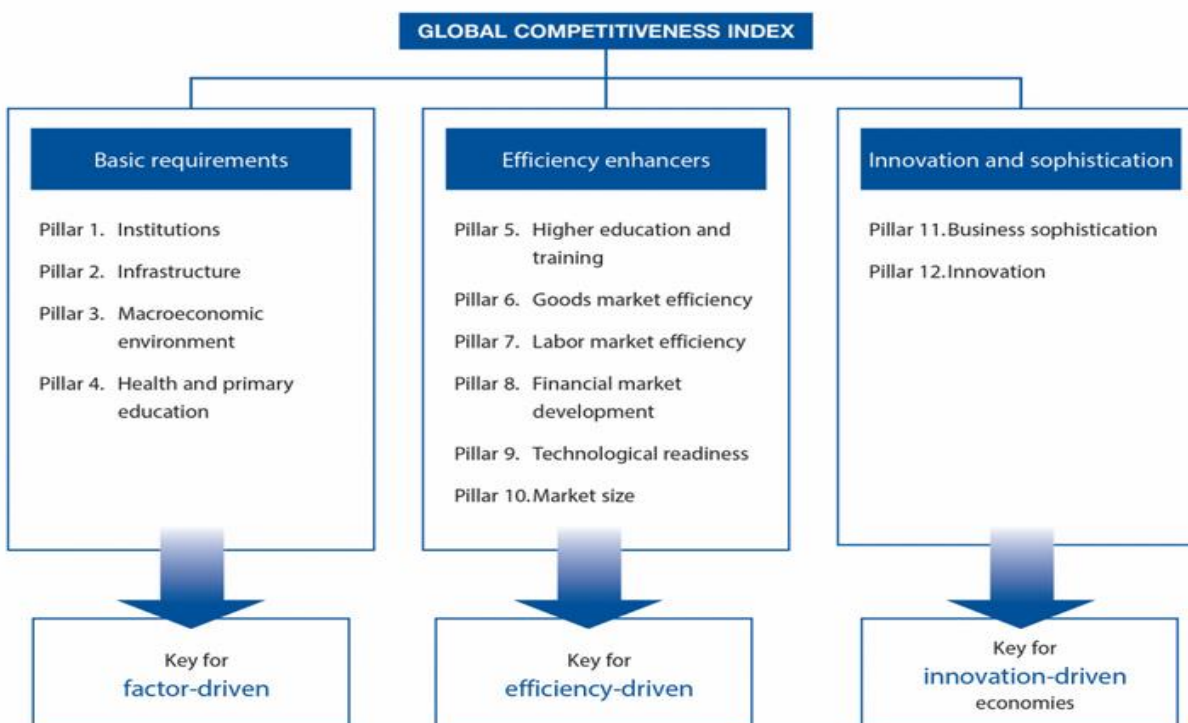 GLOBAL COMPETITIVENESS INDEX
Basic requirements
Pillar 1. Institutions
Pillar 2. Infrastructure
Pillar 3. Macroeconomic
environment
Pillar 4. Health and primary
education
Key for
factor-driven
Efficiency enhancers
Pillar 5. Higher education and
training
Pillar 6. Goods market efficiency
Pillar 7. Labor market efficiency
Pillar 8. Financial market
development
Pillar 9. Technological readiness
Pillar 10. Market size
Key for
efficiency-driven
Innovation and sophistication
Pillar 11. Business sophistication
Pillar 12. Innovation
Key for
innovation-driven
economies